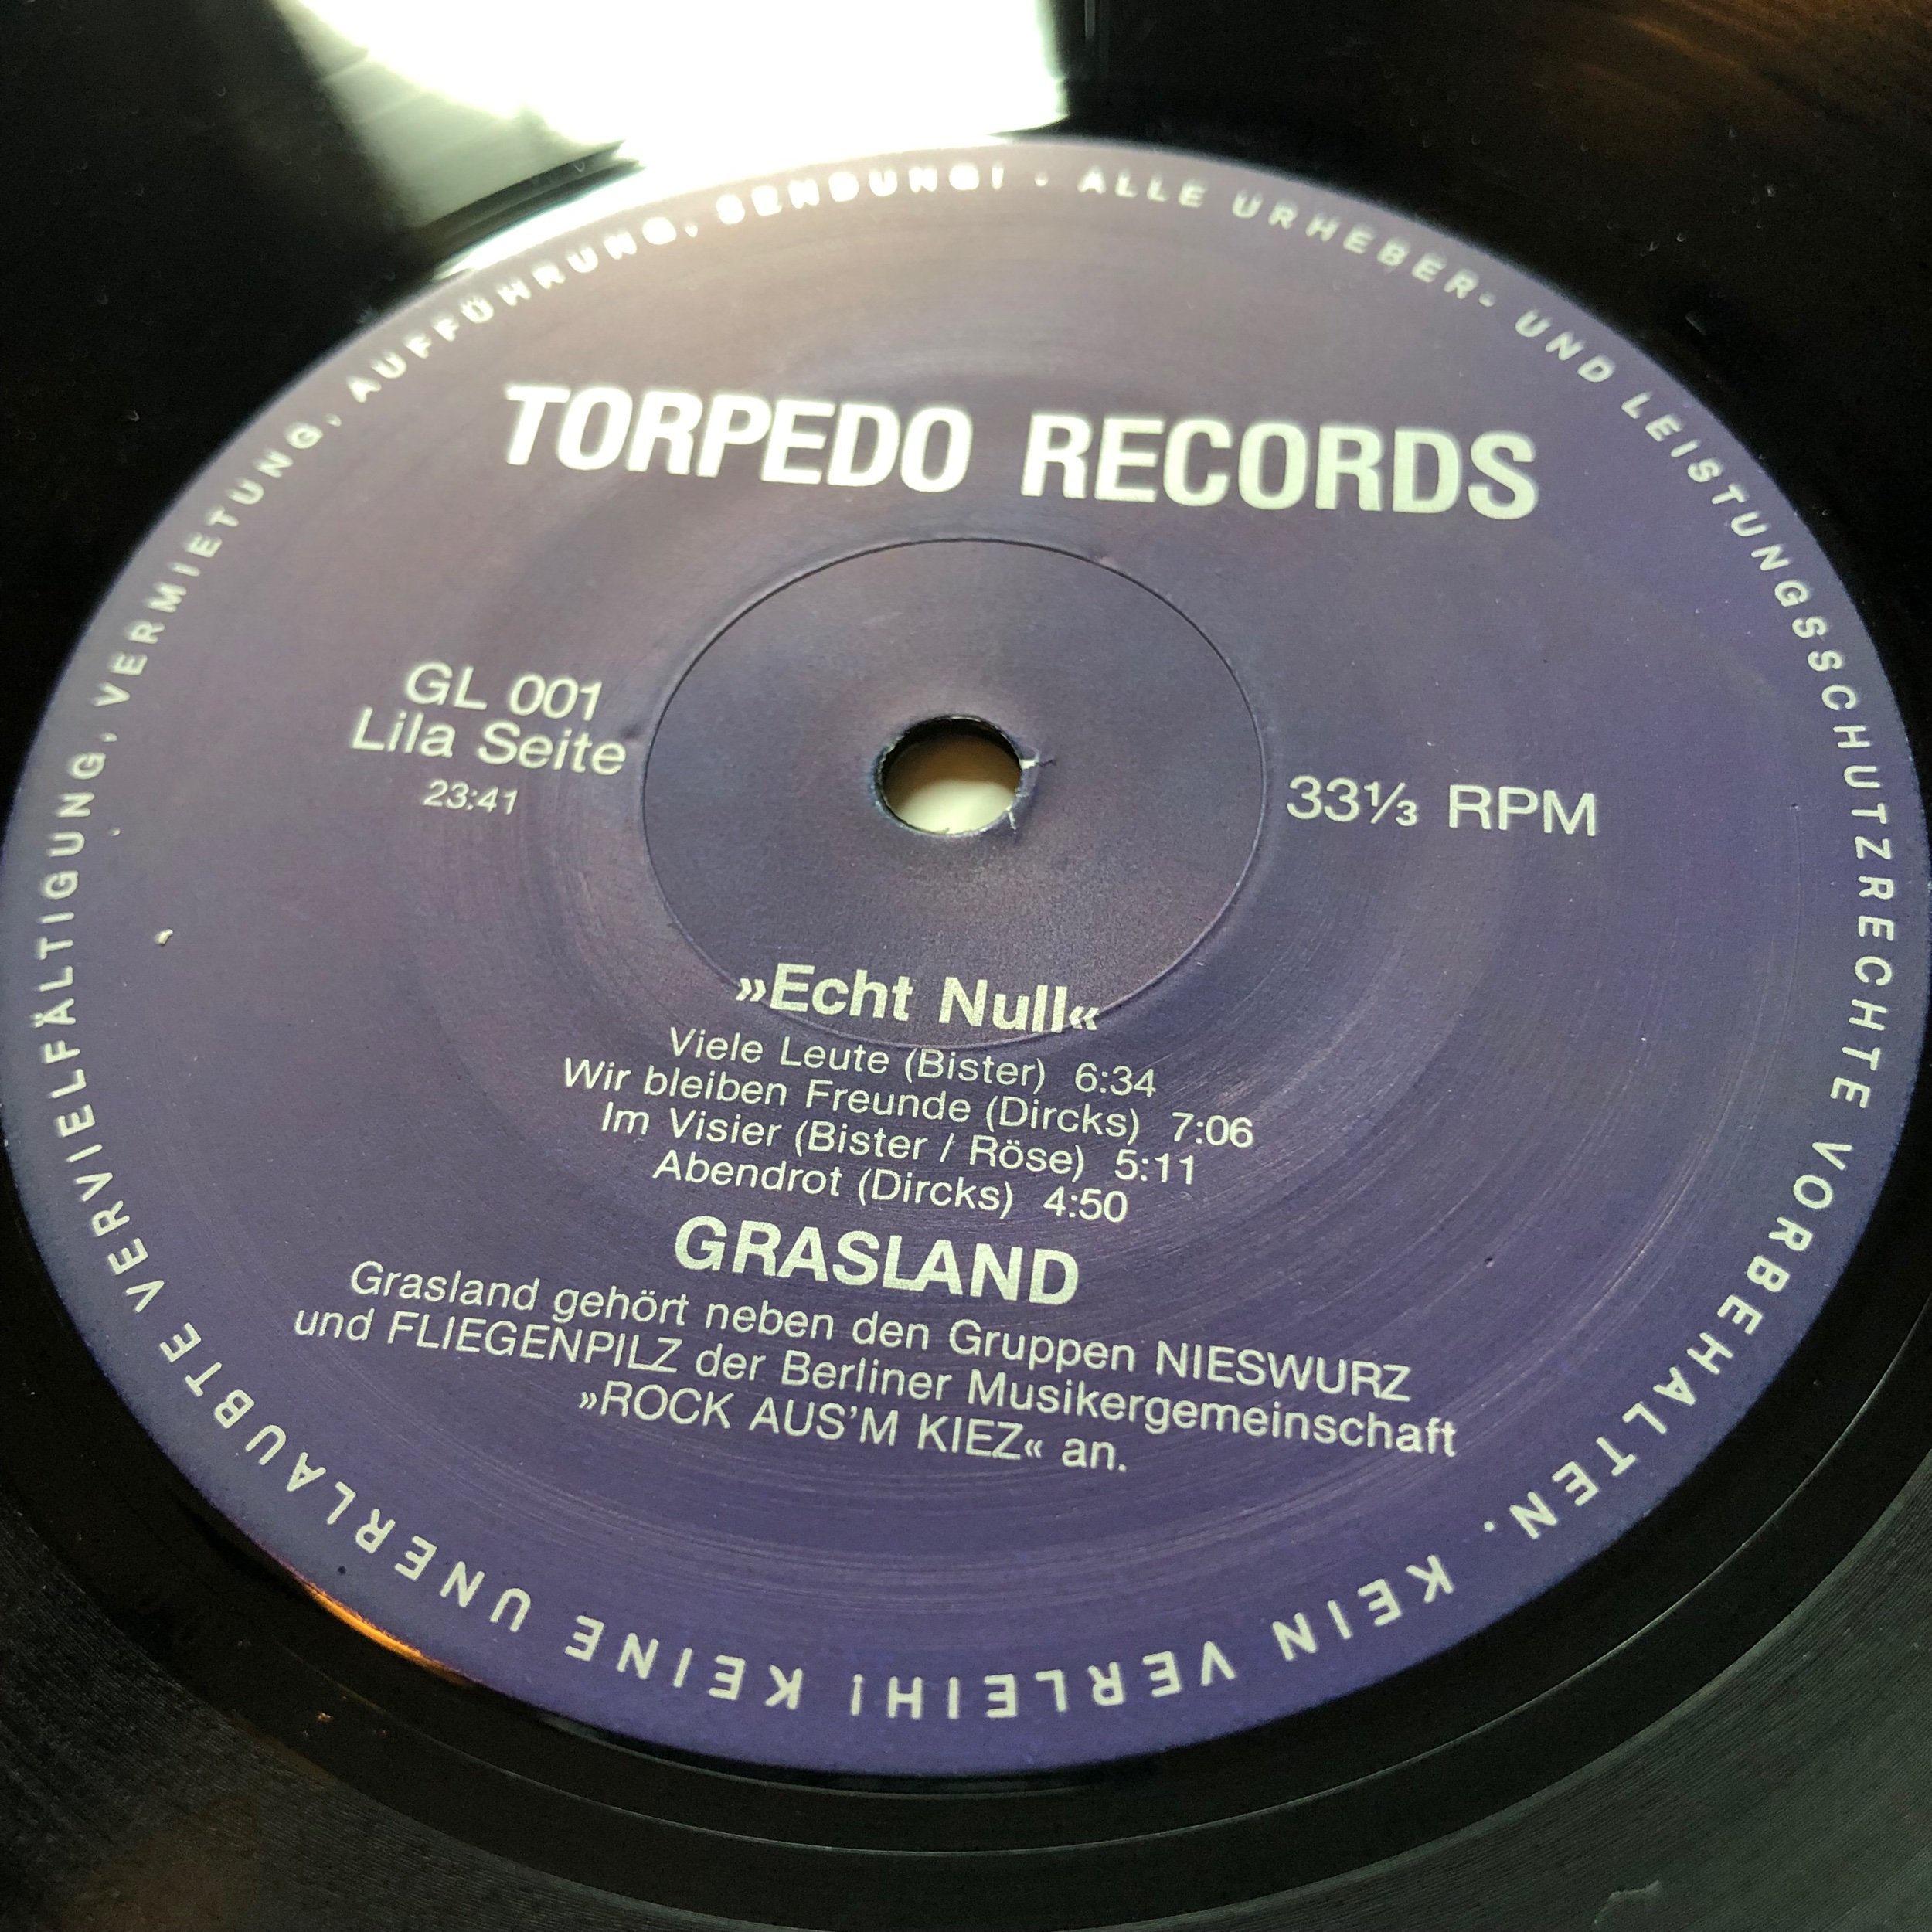 TORPEDO RECORDS
GL 001
Lila Seite
23:41
33⅓ RPM
»Echt Null«
Viele Leute (Bister) 6:34
Wir bleiben Freunde (Dircks) 7:06
Im Visier (Bister / Röse) 5:11
Abendrot (Dircks) 4:50
GRASLAND
Grasland gehört neben den Gruppen NIESWURZ
und FLIEGENPILZ der Berliner Musikergemeinschaft
»ROCK AUS'M KIEZ« an.
ALLE URHEBER- UND LEISTUNGSSCHUTZRECHTE VORBEHALTEN. KEIN VERLEIH! KEINE UNERLAUBTE VERVIELFÄLTIGUNG, VERMIETUNG, AUFFÜHRUNG, SENDUNG! ·